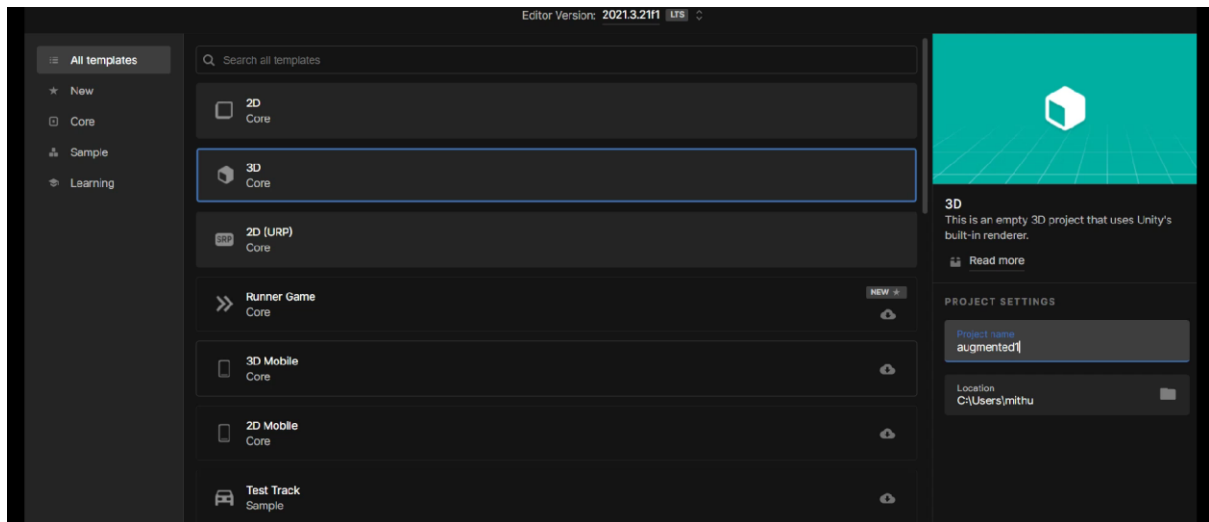 Editor Version: 2021.3.21f1 LTS
All templates
New
Core
Sample
Learning
Search all templates
2D
Core
3D
Core
SRP
2D (URP)
Core
Runner Game
Core
NEW
3D Mobile
Core
2D Mobile
Core
Test Track
Sample
3D
This is an empty 3D project that uses Unity's
built-in renderer.
Read more
PROJECT SETTINGS
Project name
augmented1
Location
C:\Users\mithu